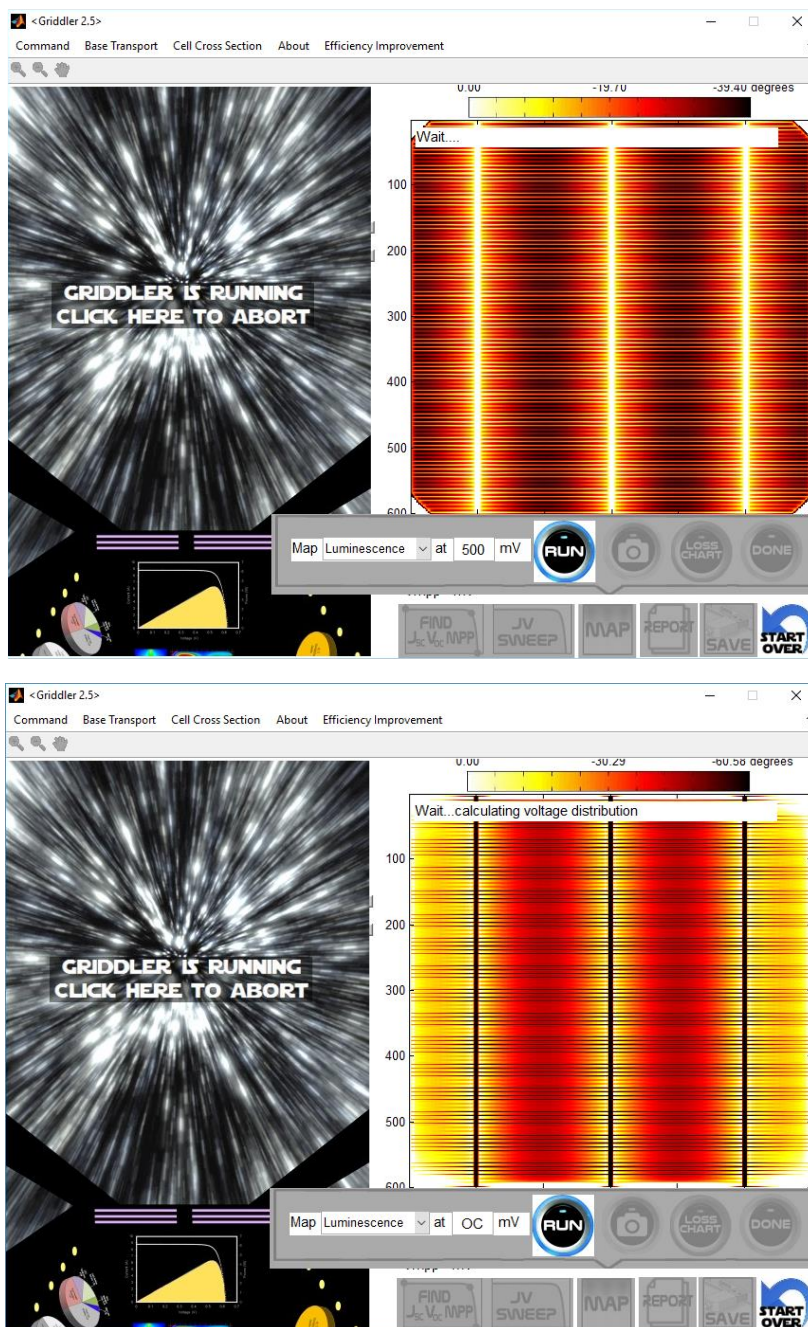 <Griddler 2.5>
Command Base Transport Cell Cross Section About Efficiency Improvement
0.00 -19.70 -39.40 degrees
Wait....
100
200
GRIDDLER IS RUNNING
CLICK HERE TO ABORT
300
400
500
600
Map Luminescence at 500 mV RUN LOSS CHART DONE
FIND JSC VOC MPP JV SWEEP MAP REPORT SAVE START OVER
<Griddler 2.5>
Command Base Transport Cell Cross Section About Efficiency Improvement
0.00 -30.29 -60.58 degrees
Wait...calculating voltage distribution
100
200
GRIDDLER IS RUNNING
CLICK HERE TO ABORT
300
400
500
600
Map Luminescence at OC mV RUN LOSS CHART DONE
FIND JSC VOC MPP JV SWEEP MAP REPORT SAVE START OVER